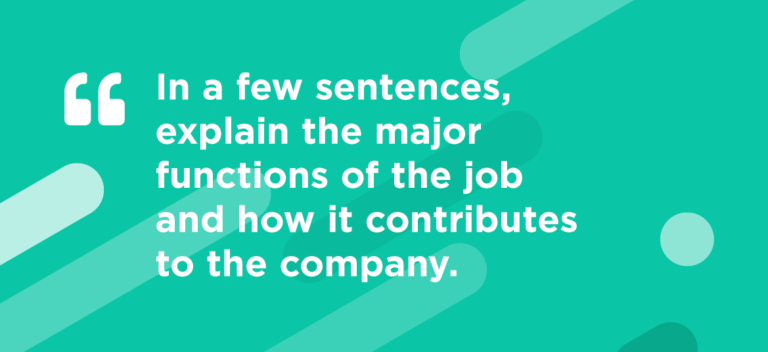 “
In a few sentences,
explain the major
functions of the job
and how it contributes
to the company.